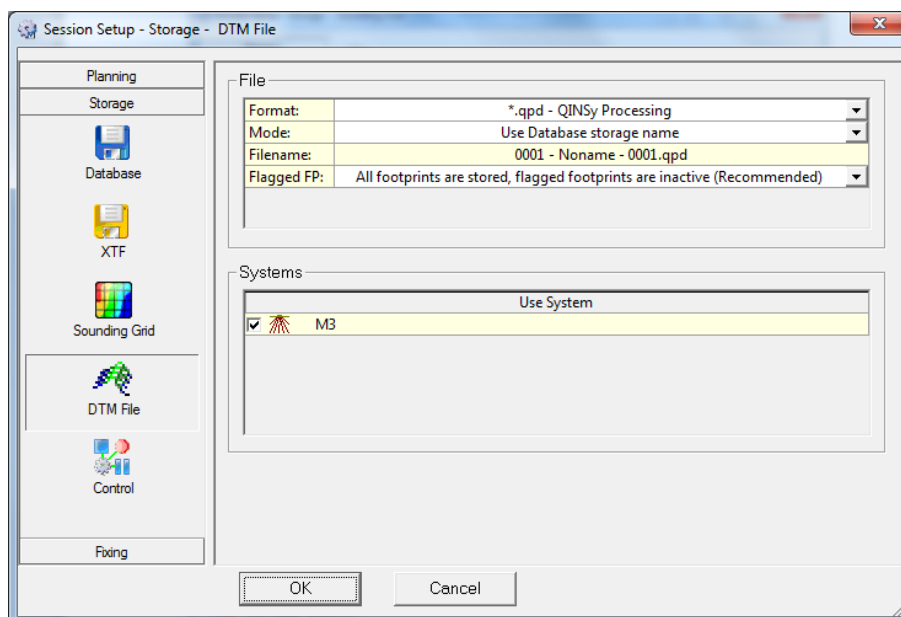 Session Setup - Storage - DTM File
Planning
Storage
Database
XTF
Sounding Grid
DTM File
Control
Fixing
File
Format: *.qpd - QINSy Processing
Mode: Use Database storage name
Filename: 0001 - Noname - 0001.qpd
Flagged FP: All footprints are stored, flagged footprints are inactive (Recommended)
Systems
Use System
M3
OK Cancel